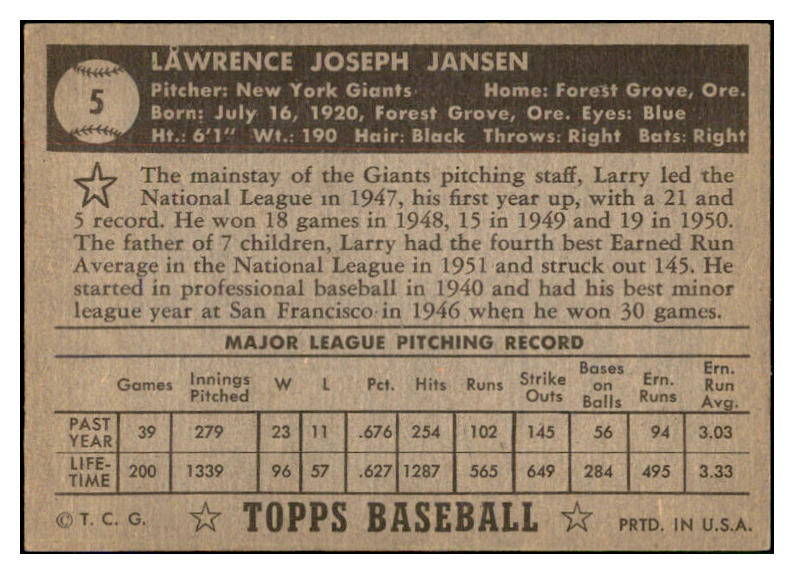 5
LAWRENCE JOSEPH JANSEN
Pitcher: New York Giants Home: Forest Grove, Ore.
Born: July 16, 1920, Forest Grove, Ore. Eyes: Blue
Ht.: 6'1" Wt.: 190 Hair: Black Throws: Right Bats: Right
The mainstay of the Giants pitching staff, Larry led the
National League in 1947, his first year up, with a 21 and
5 record. He won 18 games in 1948, 15 in 1949 and 19 in 1950.
The father of 7 children, Larry had the fourth best Earned Run
Average in the National League in 1951 and struck out 145. He
started in professional baseball in 1940 and had his best minor
league year at San Francisco in 1946 when he won 30 games.
MAJOR LEAGUE PITCHING RECORD
Games Innings Pitched W L Pct. Hits Runs Strike Outs Bases on Balls Ern. Runs Ern. Run Avg.
PAST YEAR 39 279 23 11 .676 254 102 145 56 94 3.03
LIFE-TIME 200 1339 96 57 .627 1287 565 649 284 495 3.33
© T. C. G. TOPPS BASEBALL PRTD. IN U.S.A.